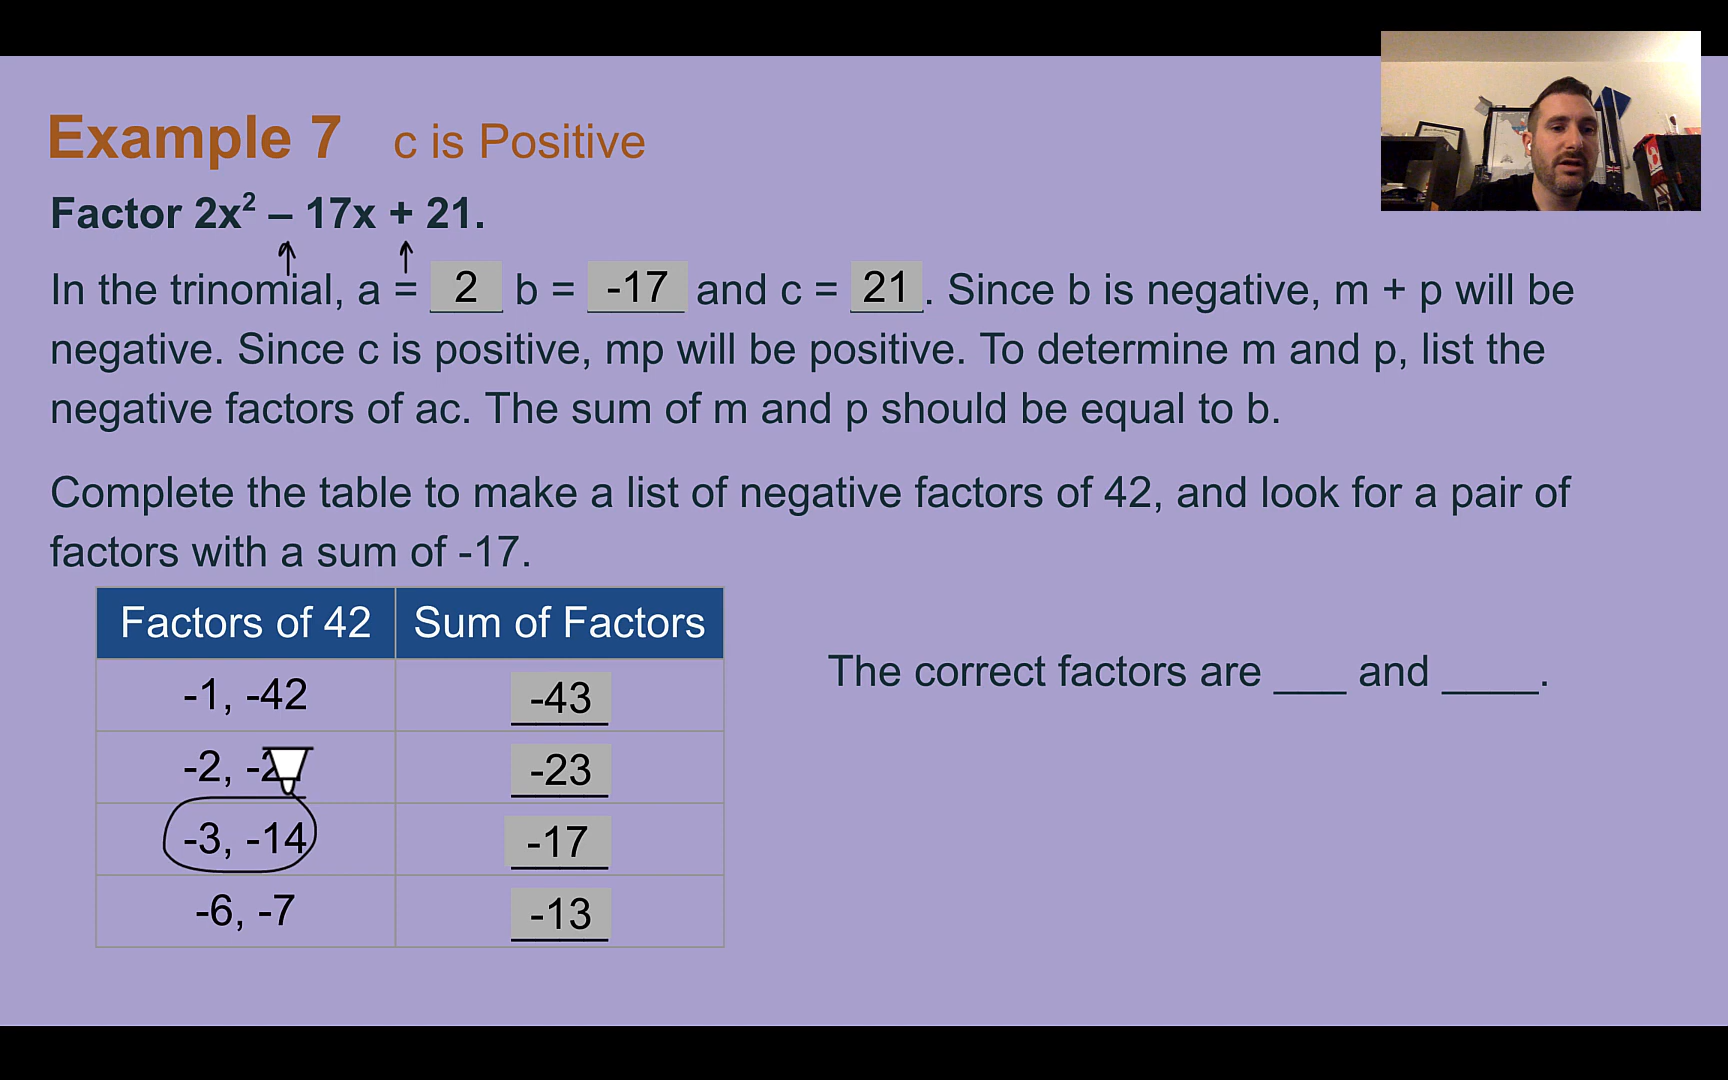 Example 7 c is Positive
Factor 2x² – 17x + 21.
In the trinomial, a = 2 b = -17 and c = 21. Since b is negative, m + p will be
negative. Since c is positive, mp will be positive. To determine m and p, list the
negative factors of ac. The sum of m and p should be equal to b.
Complete the table to make a list of negative factors of 42, and look for a pair of
factors with a sum of -17.
Factors of 42 Sum of Factors
-1, -42 -43
-2, -23
-3, -14 -17
-6, -7 -13
The correct factors are ___ and ____.